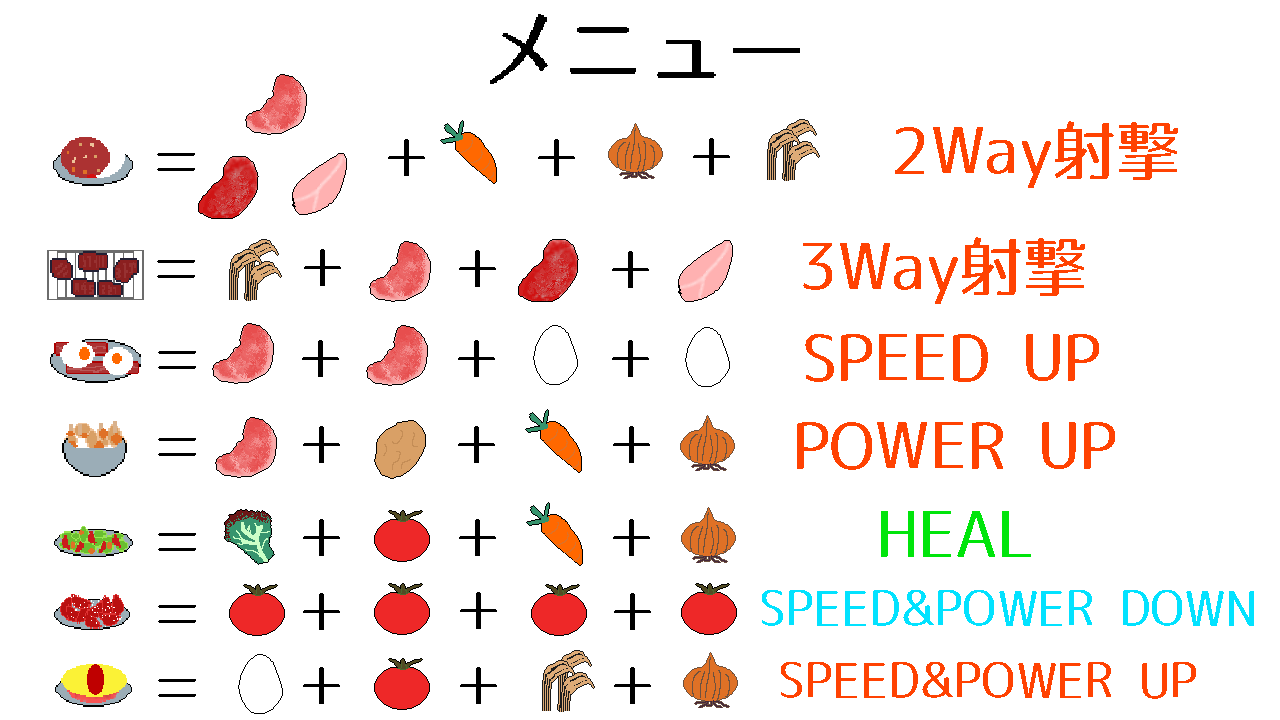 メニュー
= + + + 2Way射撃
= + + + 3Way射撃
= + + + SPEED UP
= + + + POWER UP
= + + + HEAL
= + + + SPEED&POWER DOWN
= + + + SPEED&POWER UP